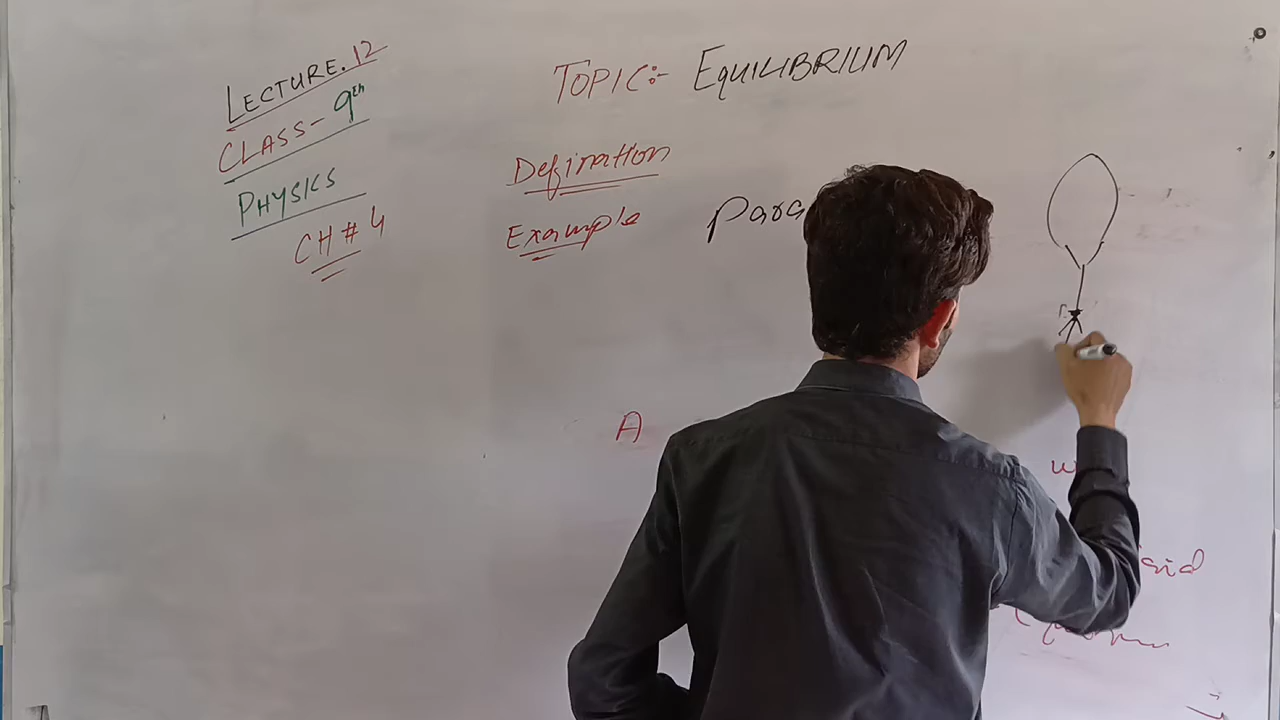 LECTURE.12
CLASS- 9th
PHYSICS
CH # 4
TOPIC:- EQUILIBRIUM
Defination
Example Para
A